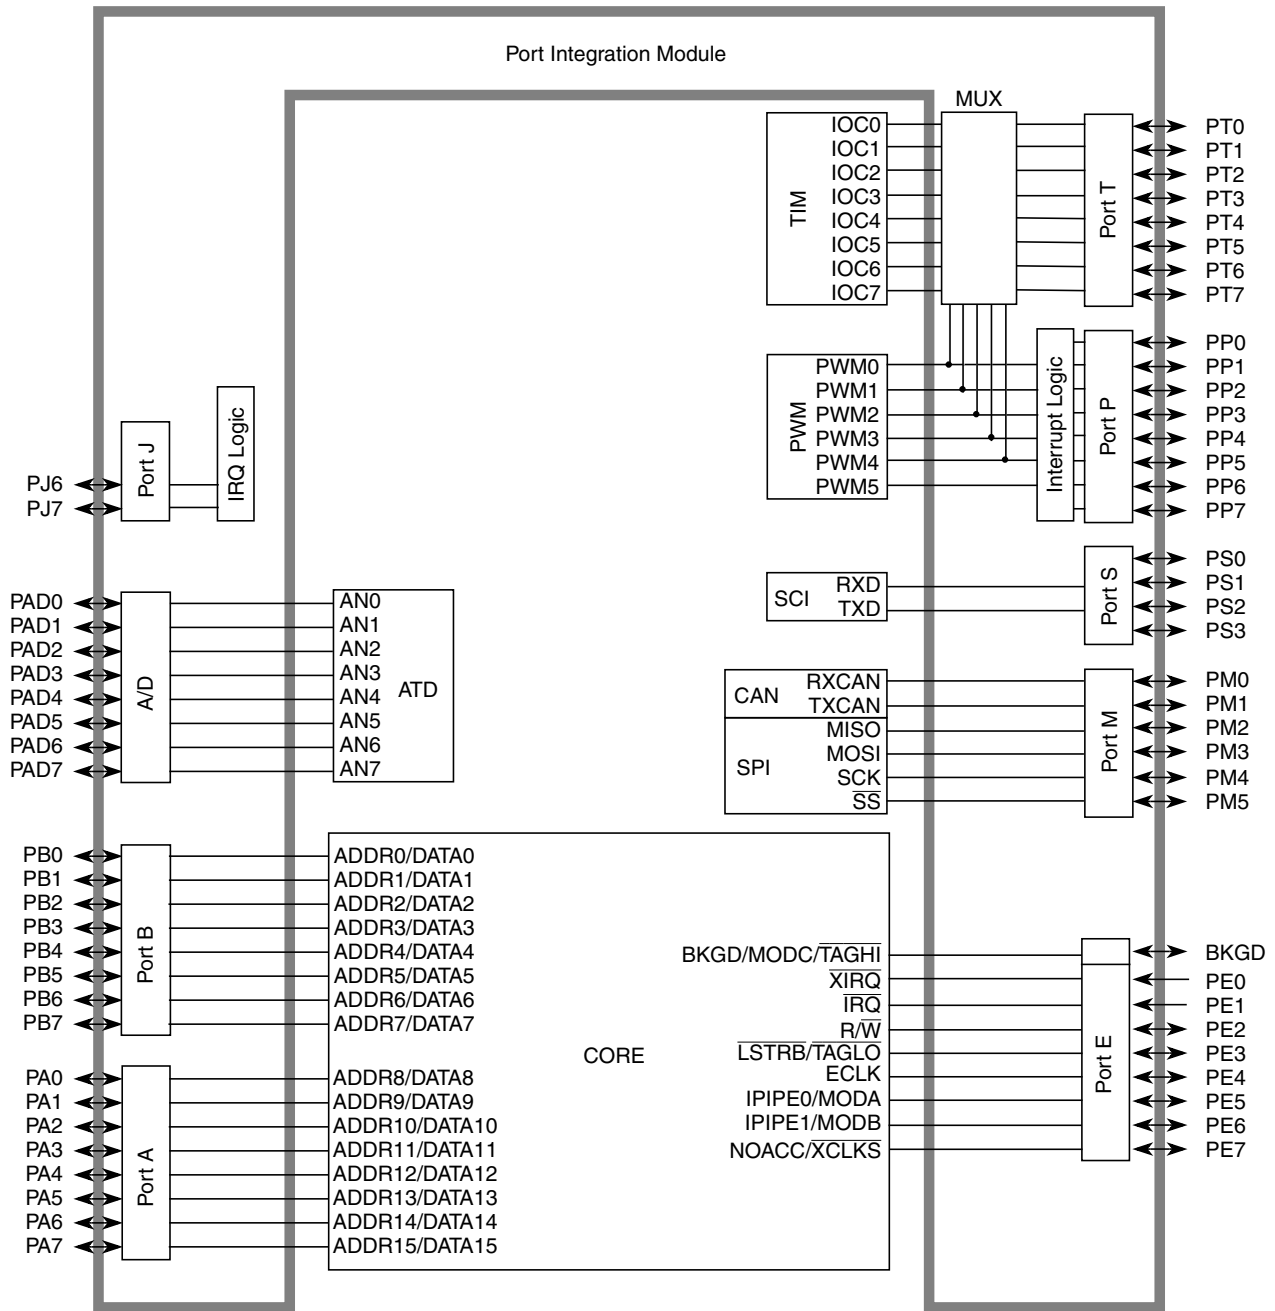 Port Integration Module
MUX
TIM
IOC0
IOC1
IOC2
IOC3
IOC4
IOC5
IOC6
IOC7
Port T
PT0
PT1
PT2
PT3
PT4
PT5
PT6
PT7
PWM
PWM0
PWM1
PWM2
PWM3
PWM4
PWM5
Interrupt Logic
Port P
PP0
PP1
PP2
PP3
PP4
PP5
PP6
PP7
PJ6
PJ7
Port J
IRQ Logic
SCI
RXD
TXD
Port S
PS0
PS1
PS2
PS3
PAD0
PAD1
PAD2
PAD3
PAD4
PAD5
PAD6
PAD7
A/D
AN0
AN1
AN2
AN3
AN4
AN5
AN6
AN7
ATD
CAN
RXCAN
TXCAN
SPI
MISO
MOSI
SCK
SS
Port M
PM0
PM1
PM2
PM3
PM4
PM5
PB0
PB1
PB2
PB3
PB4
PB5
PB6
PB7
Port B
ADDR0/DATA0
ADDR1/DATA1
ADDR2/DATA2
ADDR3/DATA3
ADDR4/DATA4
ADDR5/DATA5
ADDR6/DATA6
ADDR7/DATA7
PA0
PA1
PA2
PA3
PA4
PA5
PA6
PA7
Port A
ADDR8/DATA8
ADDR9/DATA9
ADDR10/DATA10
ADDR11/DATA11
ADDR12/DATA12
ADDR13/DATA13
ADDR14/DATA14
ADDR15/DATA15
CORE
BKGD/MODC/TAGHI
XIRQ
IRQ
R/W
LSTRB/TAGLO
ECLK
IPIPE0/MODA
IPIPE1/MODB
NOACC/XCLKS
Port E
BKGD
PE0
PE1
PE2
PE3
PE4
PE5
PE6
PE7